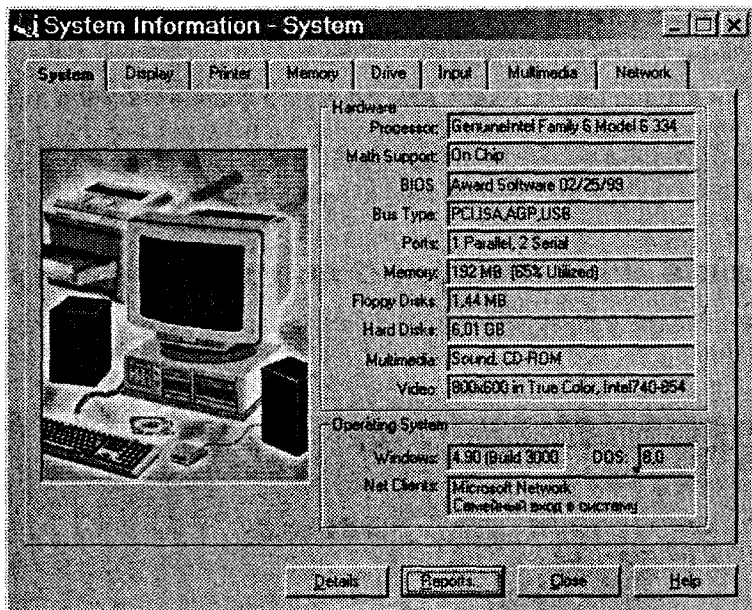 System Information - System
System Display Printer Memory Drive Input Multimedia Network
Hardware
Processor: GenuineIntel Family 6 Model 6 334
Math Support: On Chip
BIOS: Award Software 02/25/99
Bus Type: PCI,ISA,AGP,USB
Ports: 1 Parallel, 2 Serial
Memory: 192 MB (65% Utilized)
Floppy Disks: 1,44 MB
Hard Disks: 6,01 GB
Multimedia: Sound, CD-ROM
Video: 800x600 in True Color, Intel740-854
Operating System
Windows: 4.90 (Build 3000 DOS: 8,0
Net Clients: Microsoft Network
Семейный вход в систему
Details Reports. Close Help